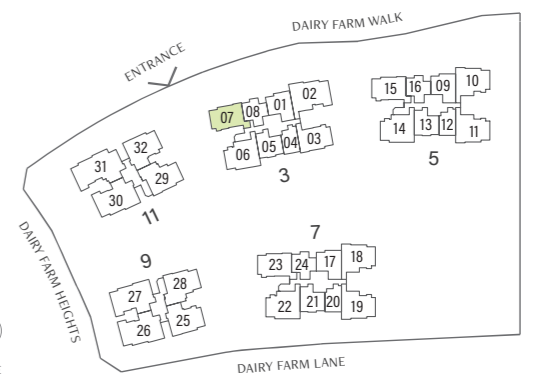 DAIRY FARM WALK
ENTRANCE
07 08 01 02
06 05 04 03
3
15 16 09 10
14 13 12 11
5
31 32
30 29
11
7
23 24 17 18
22 21 20 19
9
27 28
26 25
DAIRY FARM HEIGHTS
DAIRY FARM LANE